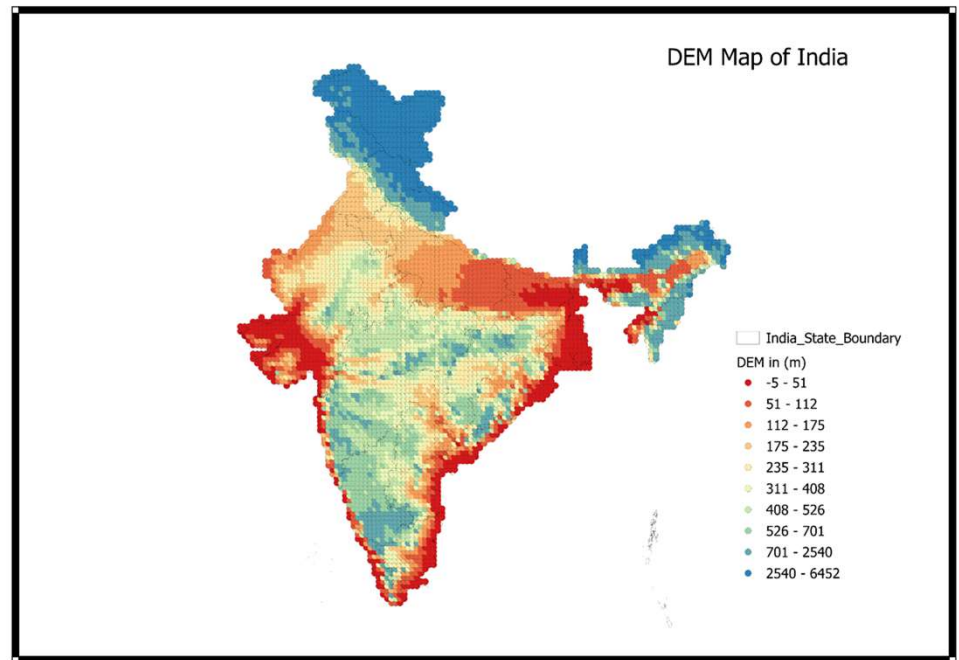 DEM Map of India
India_State_Boundary
DEM in (m)
-5 - 51
51 - 112
112 - 175
175 - 235
235 - 311
311 - 408
408 - 526
526 - 701
701 - 2540
2540 - 6452